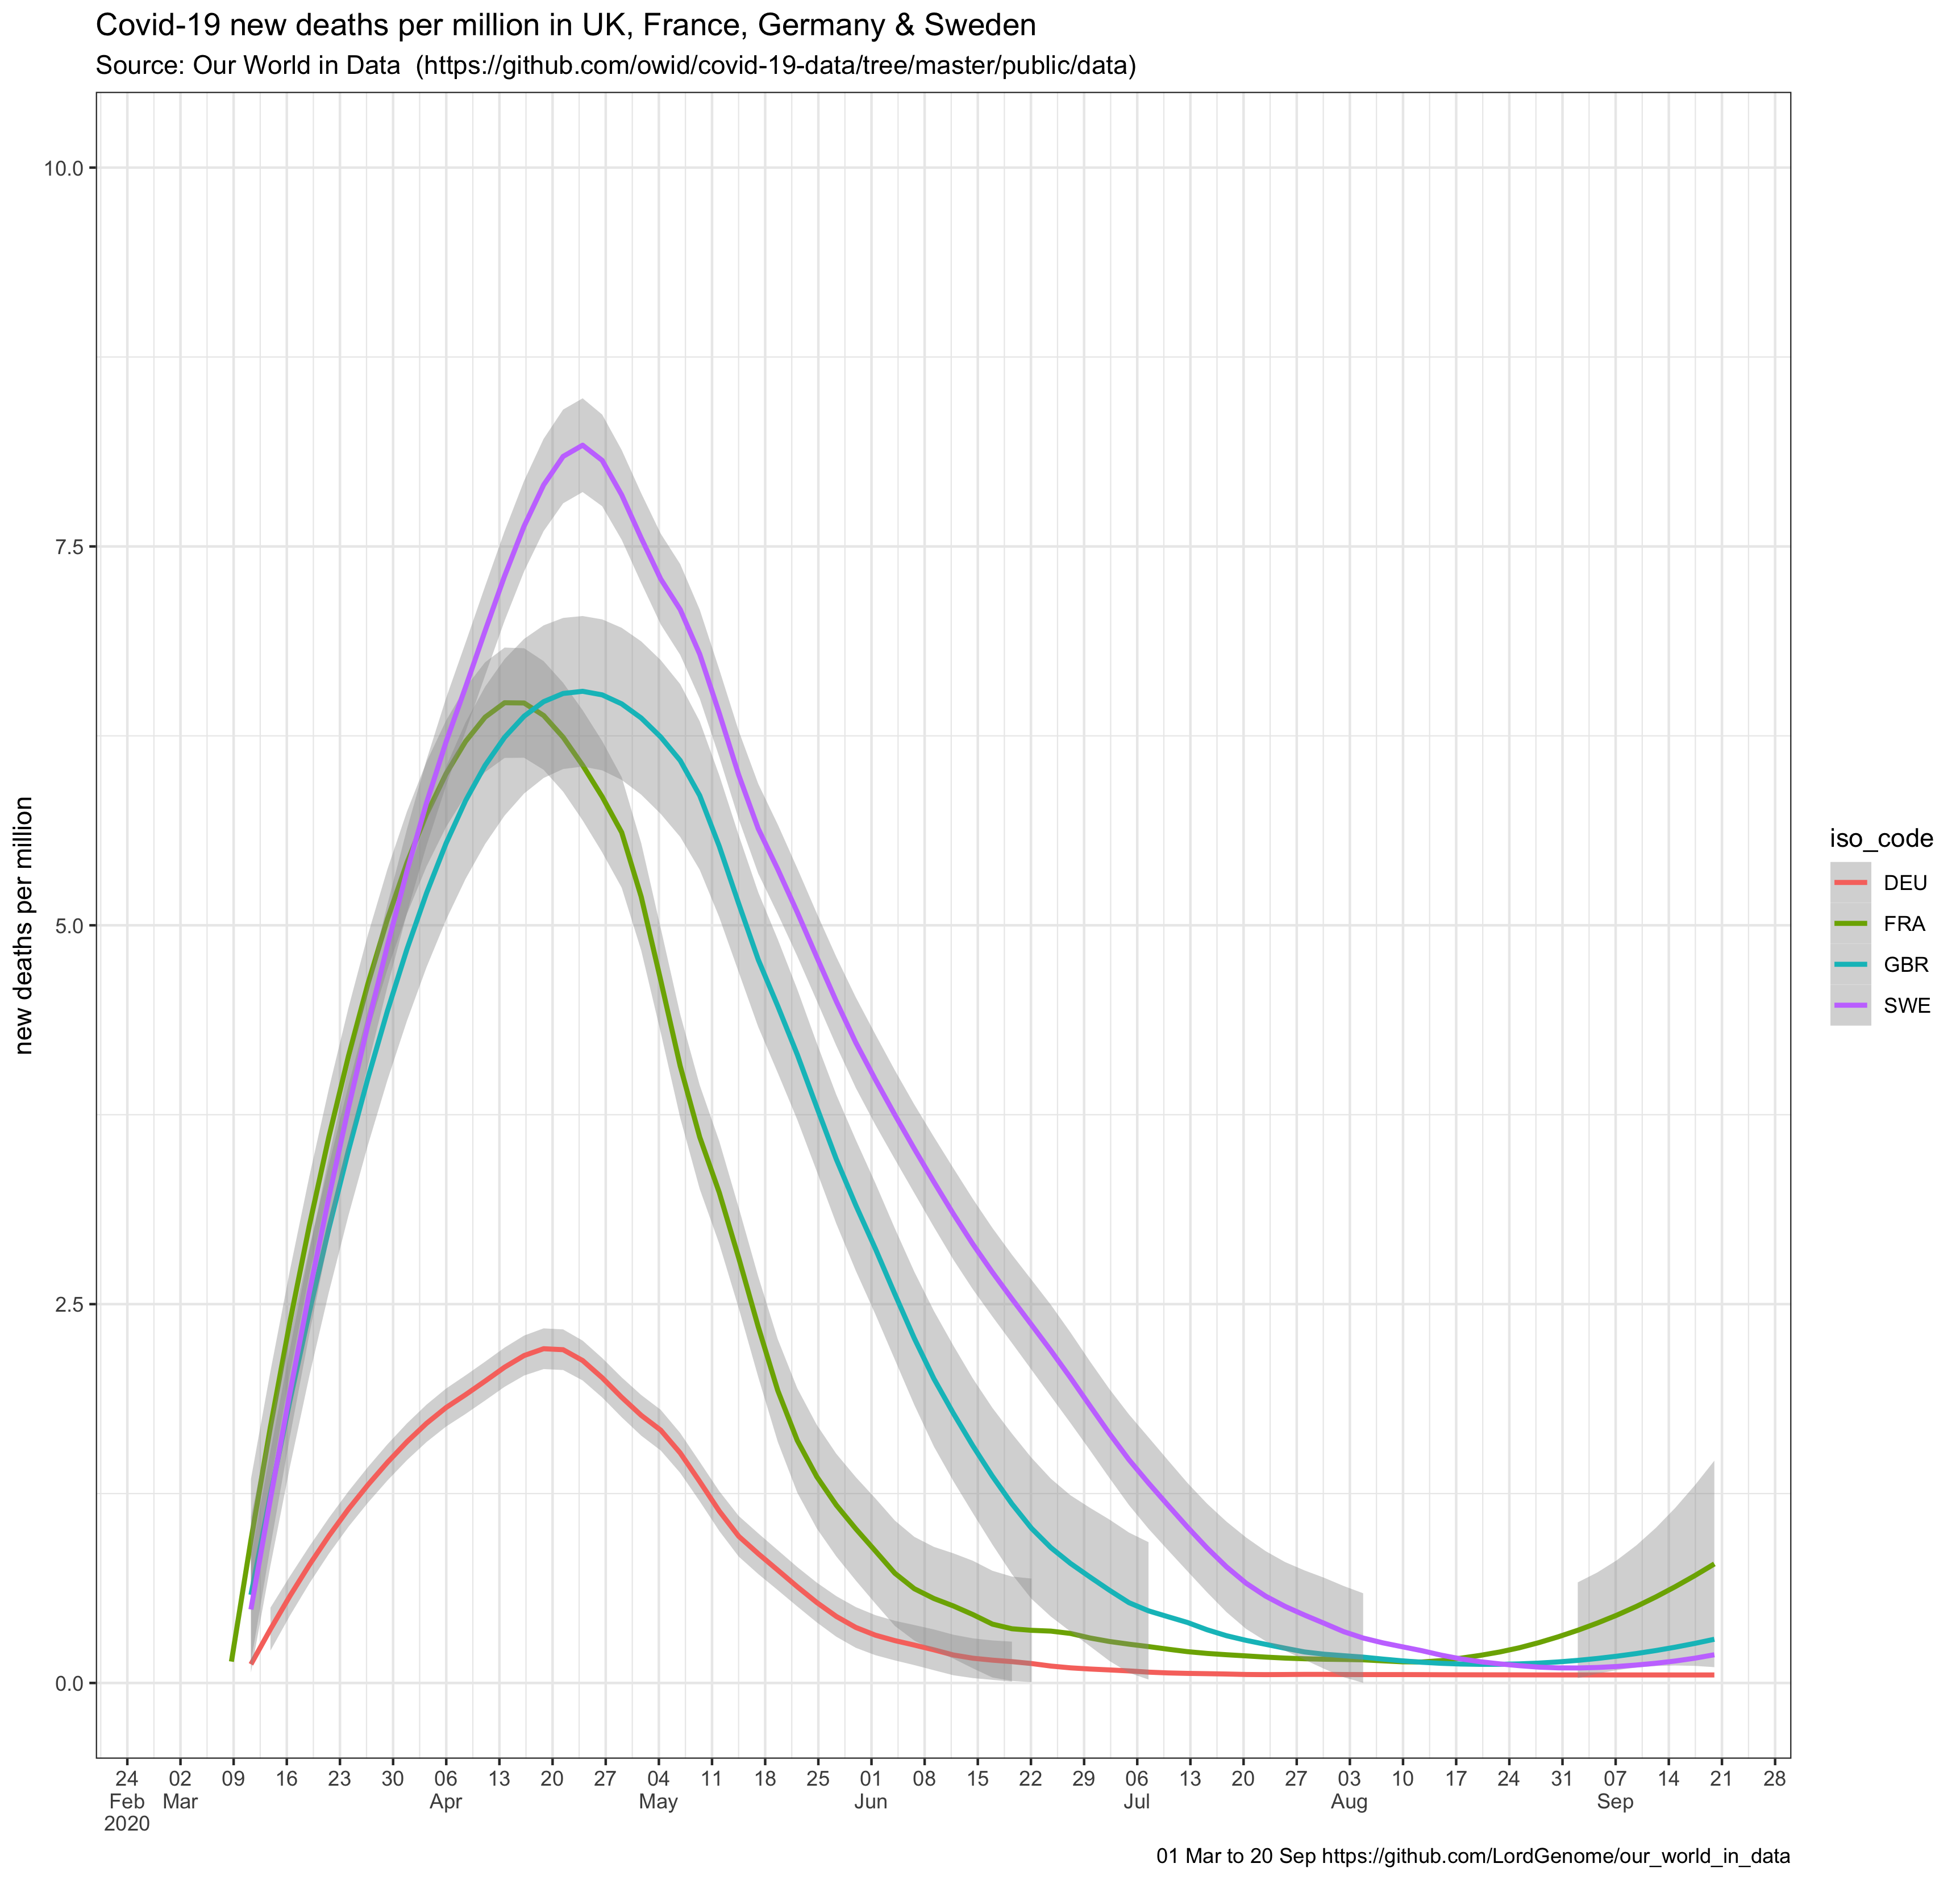 Covid-19 new deaths per million in UK, France, Germany & Sweden
Source: Our World in Data  (https://github.com/owid/covid-19-data/tree/master/public/data)
new deaths per million
10.0
7.5
5.0
2.5
0.0
24 02 09 16 23 30 06 13 20 27 04 11 18 25 01 08 15 22 29 06 13 20 27 03 10 17 24 31 07 14 21 28
Feb Mar Apr May Jun Jul Aug Sep
2020
iso_code
DEU
FRA
GBR
SWE
01 Mar to 20 Sep https://github.com/LordGenome/our_world_in_data